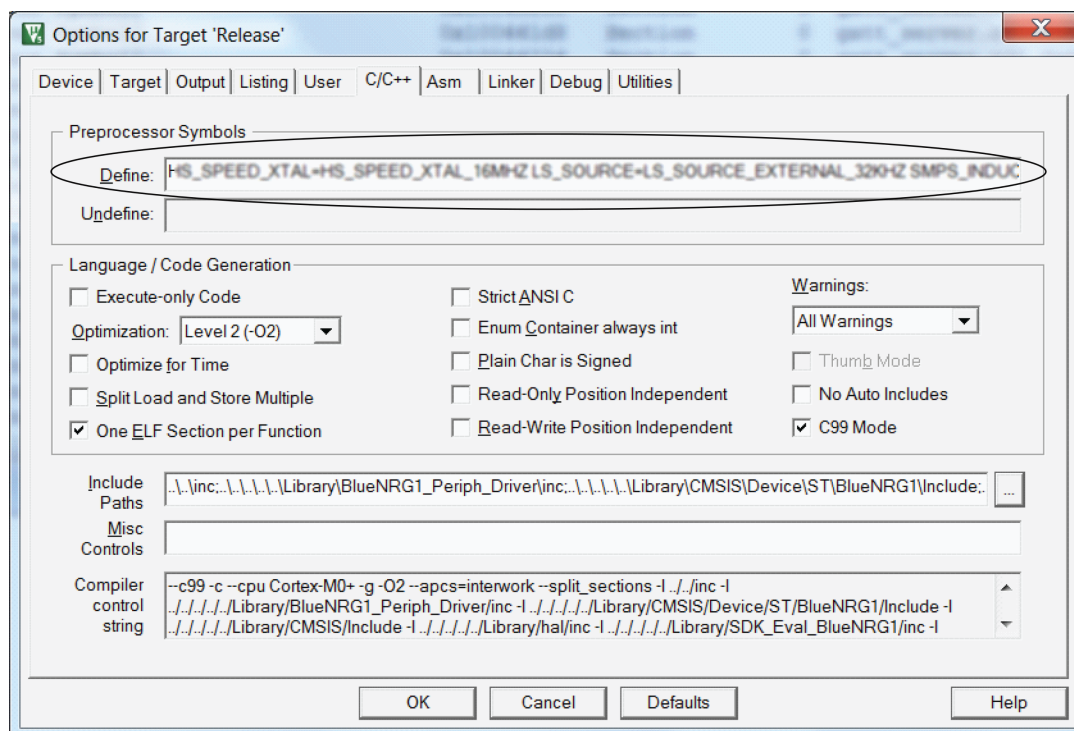 Options for Target 'Release'
Device Target Output Listing User C/C++ Asm Linker Debug Utilities
Preprocessor Symbols
Define: HS_SPEED_XTAL=HS_SPEED_XTAL_16MHZ LS_SOURCE=LS_SOURCE_EXTERNAL_32KHZ SMPS_INDUC
Undefine:
Language / Code Generation
Execute-only Code
Optimization: Level 2 (-O2)
Optimize for Time
Split Load and Store Multiple
One ELF Section per Function
Strict ANSI C
Enum Container always int
Plain Char is Signed
Read-Only Position Independent
Read-Write Position Independent
Warnings:
All Warnings
Thumb Mode
No Auto Includes
C99 Mode
Include Paths
..\..\inc;..\..\..\..\..\Library\BlueNRG1_Periph_Driver\inc;..\..\..\..\..\Library\CMSIS\Device\ST\BlueNRG1\Include;.
...
Misc Controls
Compiler control string
--c99 -c --cpu Cortex-M0+ -g -O2 --apcs=interwork --split_sections -I ../../inc -I
../../../../../Library/BlueNRG1_Periph_Driver/inc -I ../../../../../Library/CMSIS/Device/ST/BlueNRG1/Include -I
../../../../../Library/CMSIS/Include -I ../../../../../Library/hal/inc -I ../../../../../Library/SDK_Eval_BlueNRG1/inc -I
OK Cancel Defaults Help